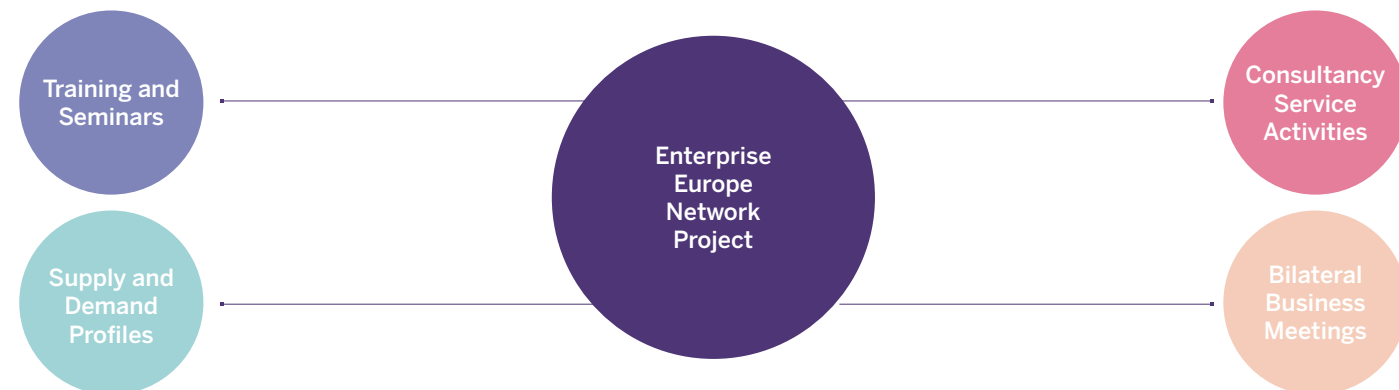 Training and
Seminars
Supply and
Demand
Profiles
Enterprise
Europe
Network
Project
Consultancy
Service
Activities
Bilateral
Business
Meetings